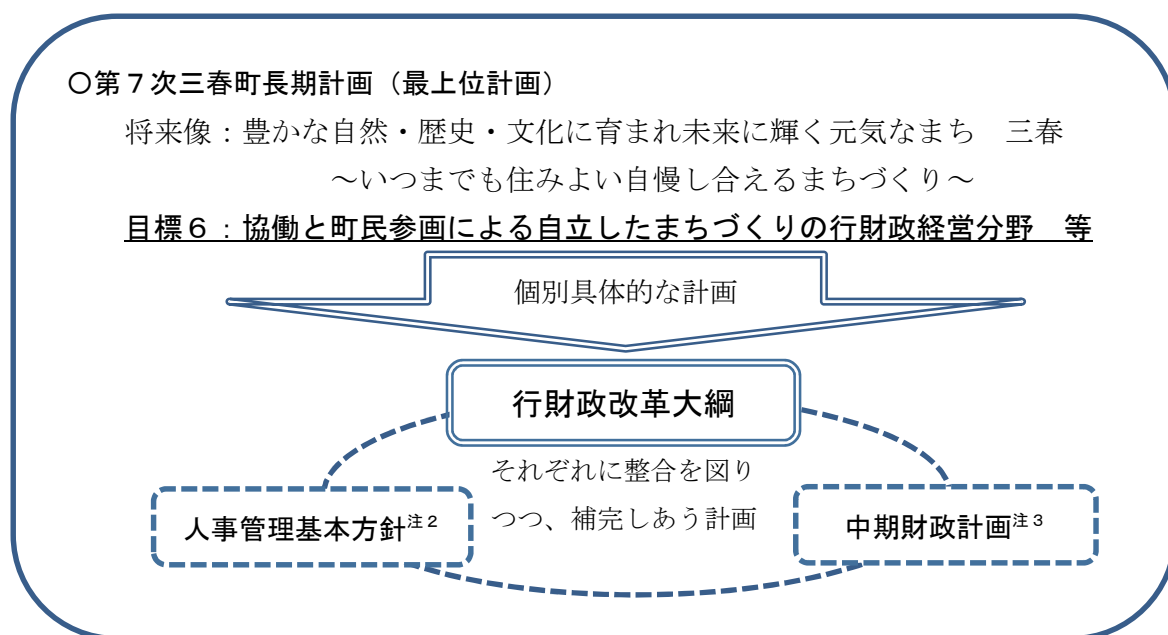 〇第７次三春町長期計画（最上位計画）
将来像：豊かな自然・歴史・文化に育まれ未来に輝く元気なまち　三春
～いつまでも住みよい自慢し合えるまちづくり～
目標６：協働と町民参画による自立したまちづくりの行財政経営分野　等
個別具体的な計画
行財政改革大綱
それぞれに整合を図り
つつ、補完しあう計画
人事管理基本方針注２
中期財政計画注３